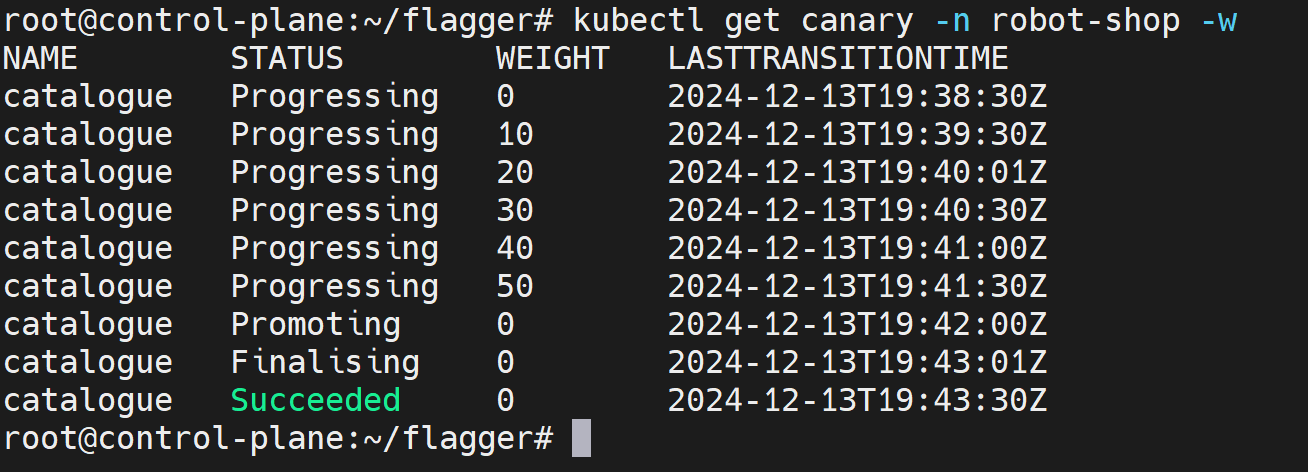 root@control-plane:~/flagger# kubectl get canary -n robot-shop -w
NAME        STATUS        WEIGHT   LASTTRANSITIONTIME
catalogue   Progressing   0        2024-12-13T19:38:30Z
catalogue   Progressing   10       2024-12-13T19:39:30Z
catalogue   Progressing   20       2024-12-13T19:40:01Z
catalogue   Progressing   30       2024-12-13T19:40:30Z
catalogue   Progressing   40       2024-12-13T19:41:00Z
catalogue   Progressing   50       2024-12-13T19:41:30Z
catalogue   Promoting     0        2024-12-13T19:42:00Z
catalogue   Finalising    0        2024-12-13T19:43:01Z
catalogue   Succeeded     0        2024-12-13T19:43:30Z
root@control-plane:~/flagger#